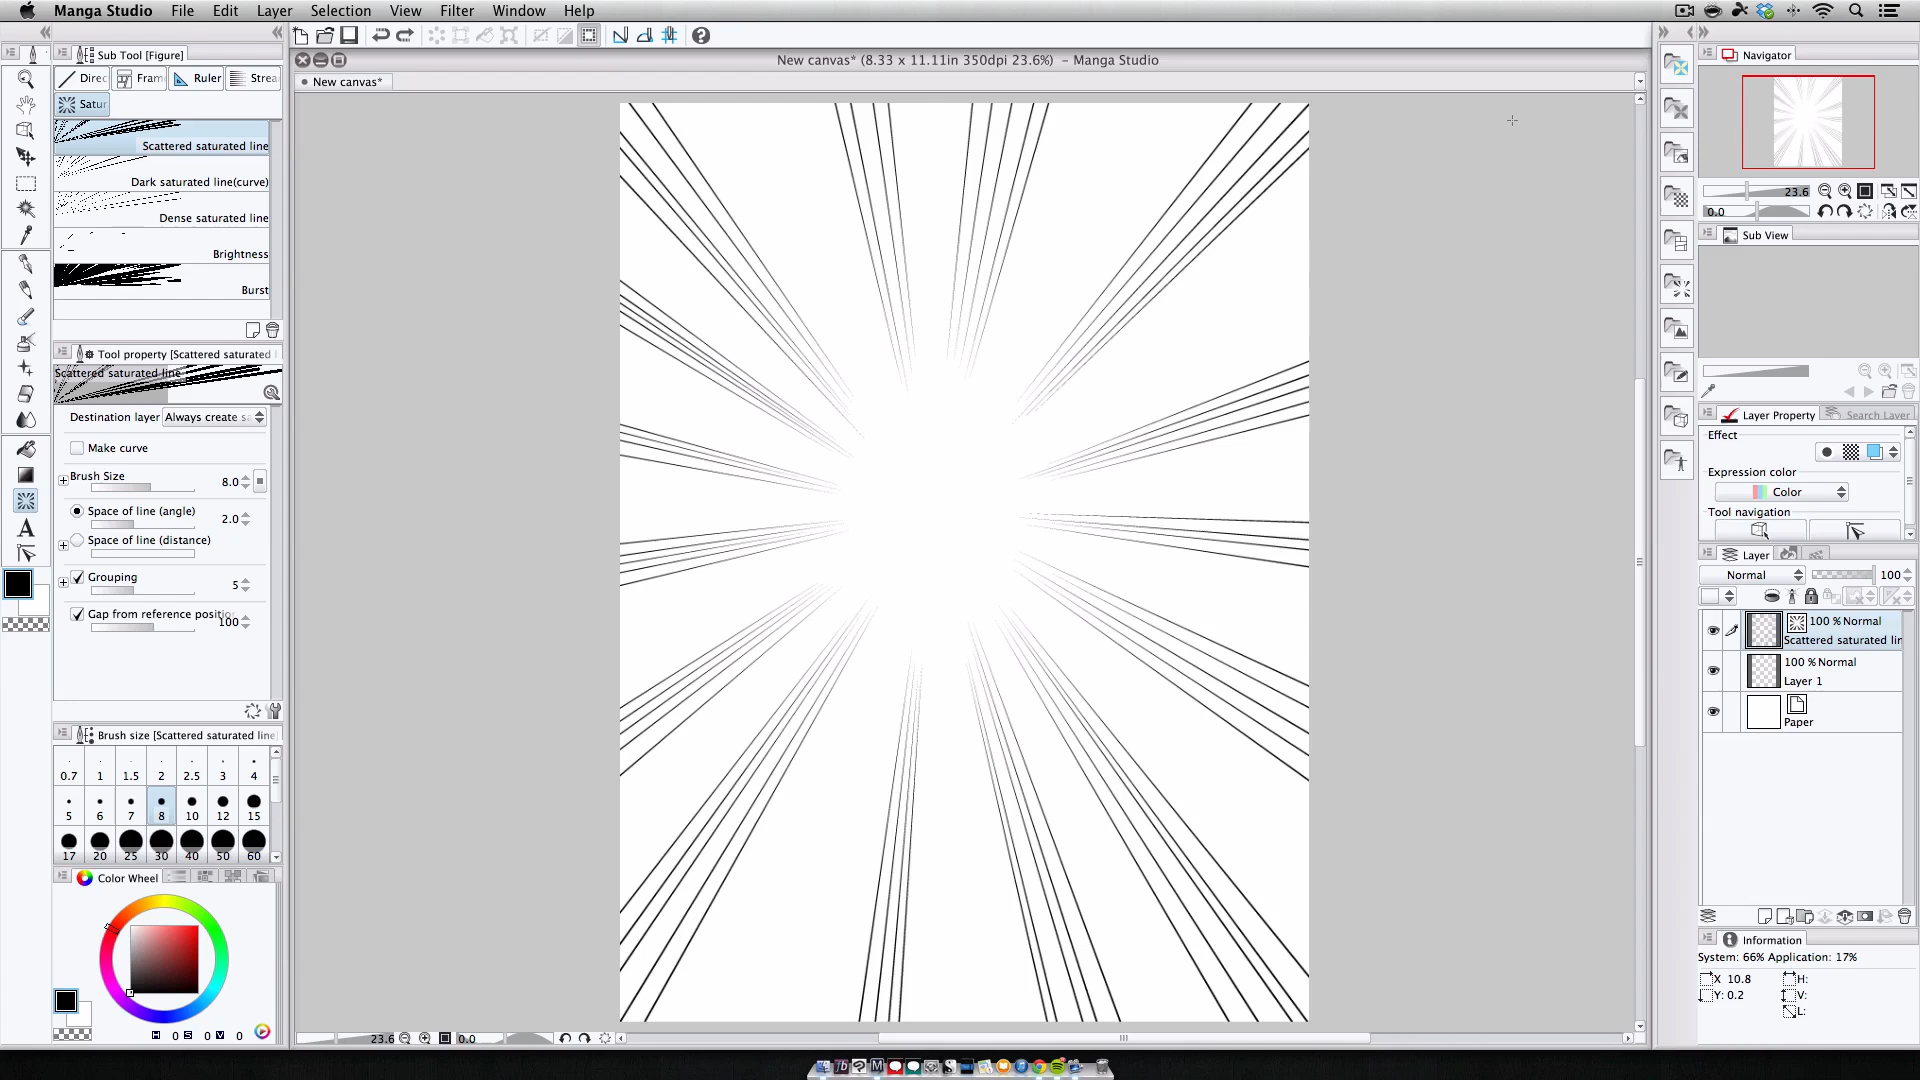 Manga Studio File Edit Layer Selection View Filter Window Help
New canvas* (8.33 x 11.11in 350dpi 23.6%) - Manga Studio
New canvas*
Sub Tool [Figure]
Direc Fram Ruler Strea
Satur
Scattered saturated line
Dark saturated line(curve)
Dense saturated line
Brightness
Burst
Tool property [Scattered saturated l
Scattered saturated line
Destination layer Always create sa
Make curve
Brush Size 8.0
Space of line (angle) 2.0
Space of line (distance)
Grouping 5
Gap from reference positio 100
Brush size [Scattered saturated line]
0.7 1 1.5 2 2.5 3 4
5 6 7 8 10 12 15
17 20 25 30 40 50 60
Color Wheel
H 0 S 0 V 0
23.6 0.0
Navigator
23.6
0.0
Sub View
Layer Property Search Layer
Effect
Expression color
Color
Tool navigation
Layer
Normal 100
100 % Normal
Scattered saturated lin
100 % Normal
Layer 1
Paper
Information
System: 66% Application: 17%
X 10.8 H:
Y: 0.2 V:
L: